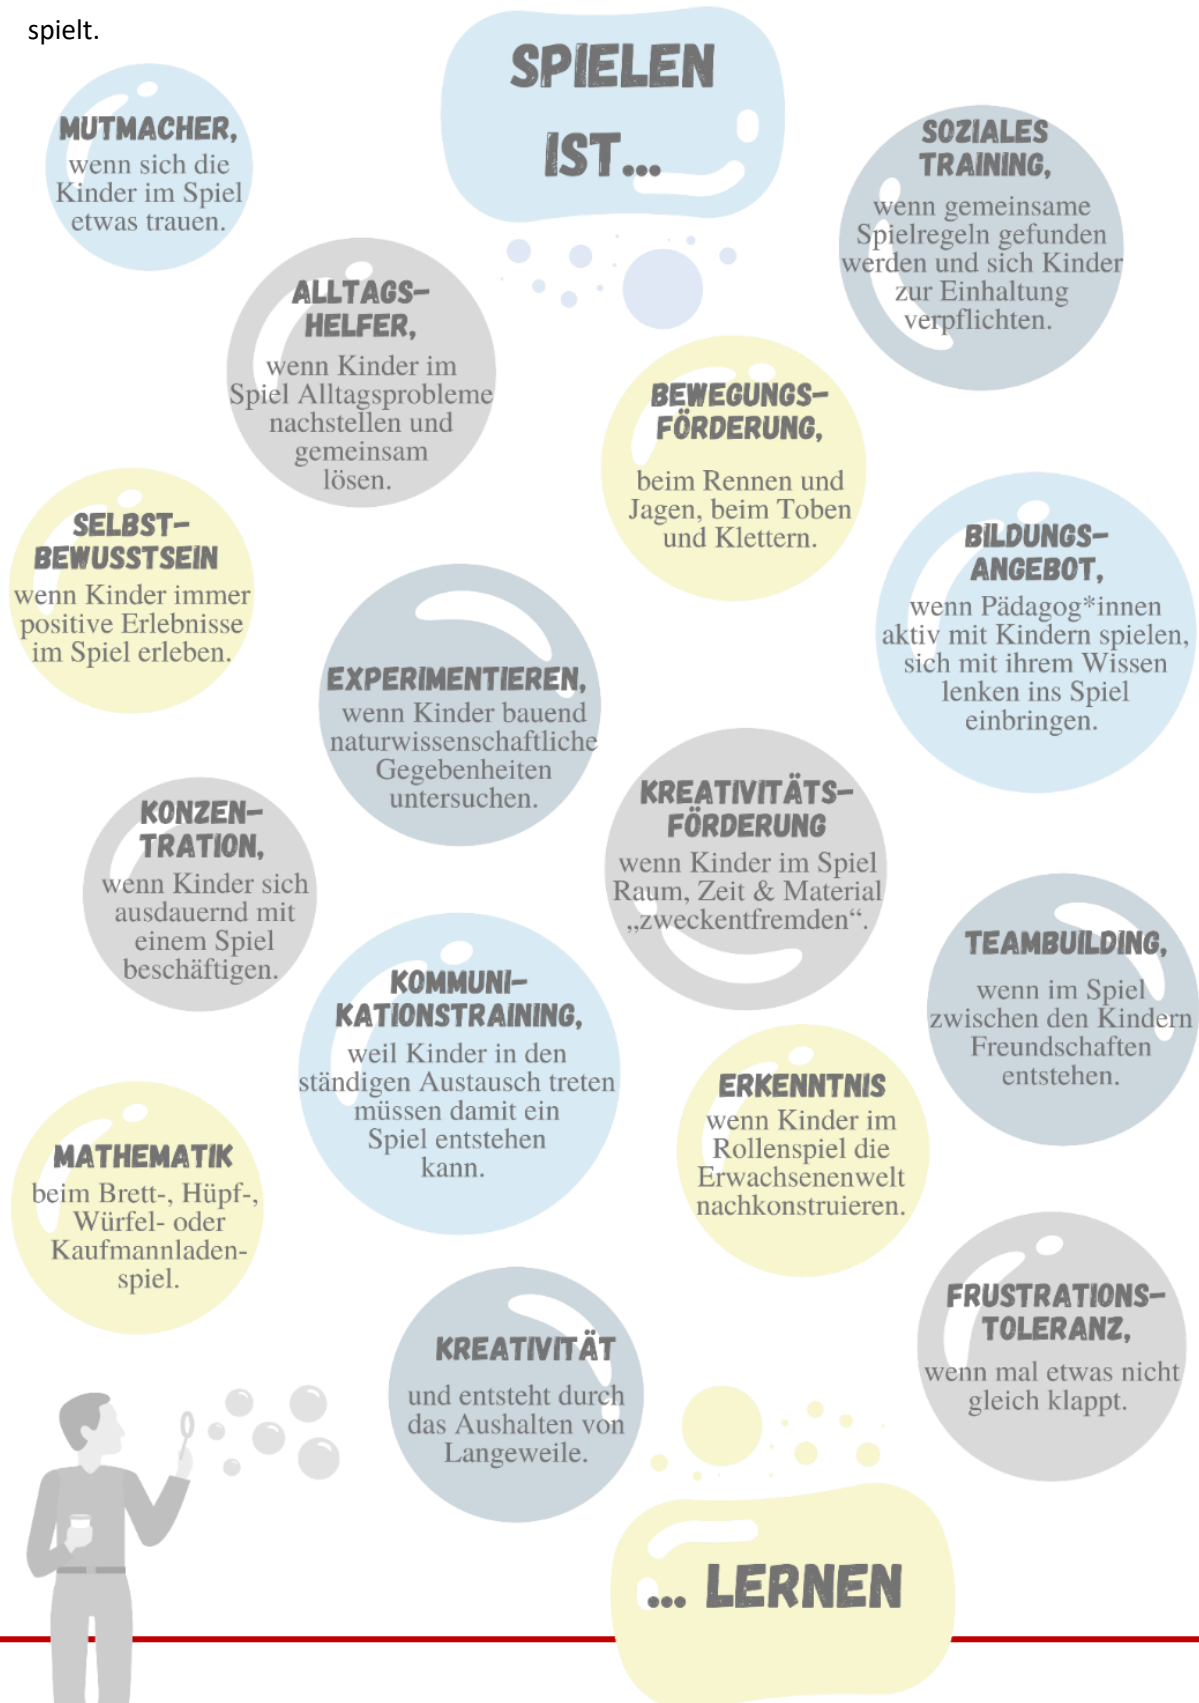 spielt.
SPIELEN
IST...
MUTMACHER,
wenn sich die
Kinder im Spiel
etwas trauen.
SOZIALES
TRAINING,
wenn gemeinsame
Spielregeln gefunden
werden und sich Kinder
zur Einhaltung
verpflichten.
ALLTAGS-
HELFER,
wenn Kinder im
Spiel Alltagsprobleme
nachstellen und
gemeinsam
lösen.
BEWEGUNGS-
FÖRDERUNG,
beim Rennen und
Jagen, beim Toben
und Klettern.
SELBST-
BEWUSSTSEIN
wenn Kinder immer
positive Erlebnisse
im Spiel erleben.
BILDUNGS-
ANGEBOT,
wenn Pädagog*innen
aktiv mit Kindern spielen,
sich mit ihrem Wissen
lenken ins Spiel
einbringen.
EXPERIMENTIEREN,
wenn Kinder bauend
naturwissenschaftliche
Gegebenheiten
untersuchen.
KREATIVITÄTS-
FÖRDERUNG
wenn Kinder im Spiel
Raum, Zeit & Material
„zweckentfremden“.
KONZEN-
TRATION,
wenn Kinder sich
ausdauernd mit
einem Spiel
beschäftigen.
TEAMBUILDING,
wenn im Spiel
zwischen den Kindern
Freundschaften
entstehen.
KOMMUNI-
KATIONSTRAINING,
weil Kinder in den
ständigen Austausch treten
müssen damit ein
Spiel entstehen
kann.
ERKENNTNIS
wenn Kinder im
Rollenspiel die
Erwachsenenwelt
nachkonstruieren.
MATHEMATIK
beim Brett-, Hüpf-,
Würfel- oder
Kaufmannladen-
spiel.
FRUSTRATIONS-
TOLERANZ,
wenn mal etwas nicht
gleich klappt.
KREATIVITÄT
und entsteht durch
das Aushalten von
Langeweile.
... LERNEN